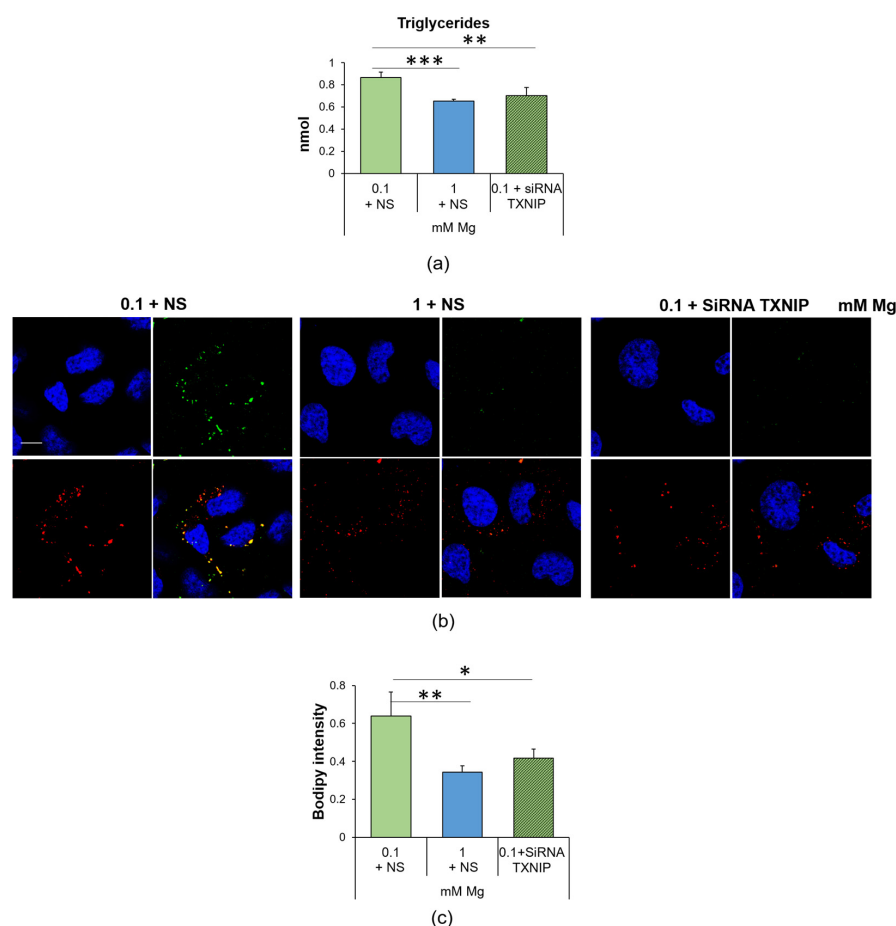 Triglycerides
**
***
1
0.8
0.6
0.4
0.2
0
nmol
0.1 + NS
1 + NS
0.1 + siRNA TXNIP
mM Mg
(a)
0.1 + NS
1 + NS
0.1 + SiRNA TXNIP
mM Mg
(b)
*
**
0.8
0.6
0.4
0.2
0
Bodipy intensity
0.1 + NS
1 + NS
0.1+SiRNA TXNIP
mM Mg
(c)